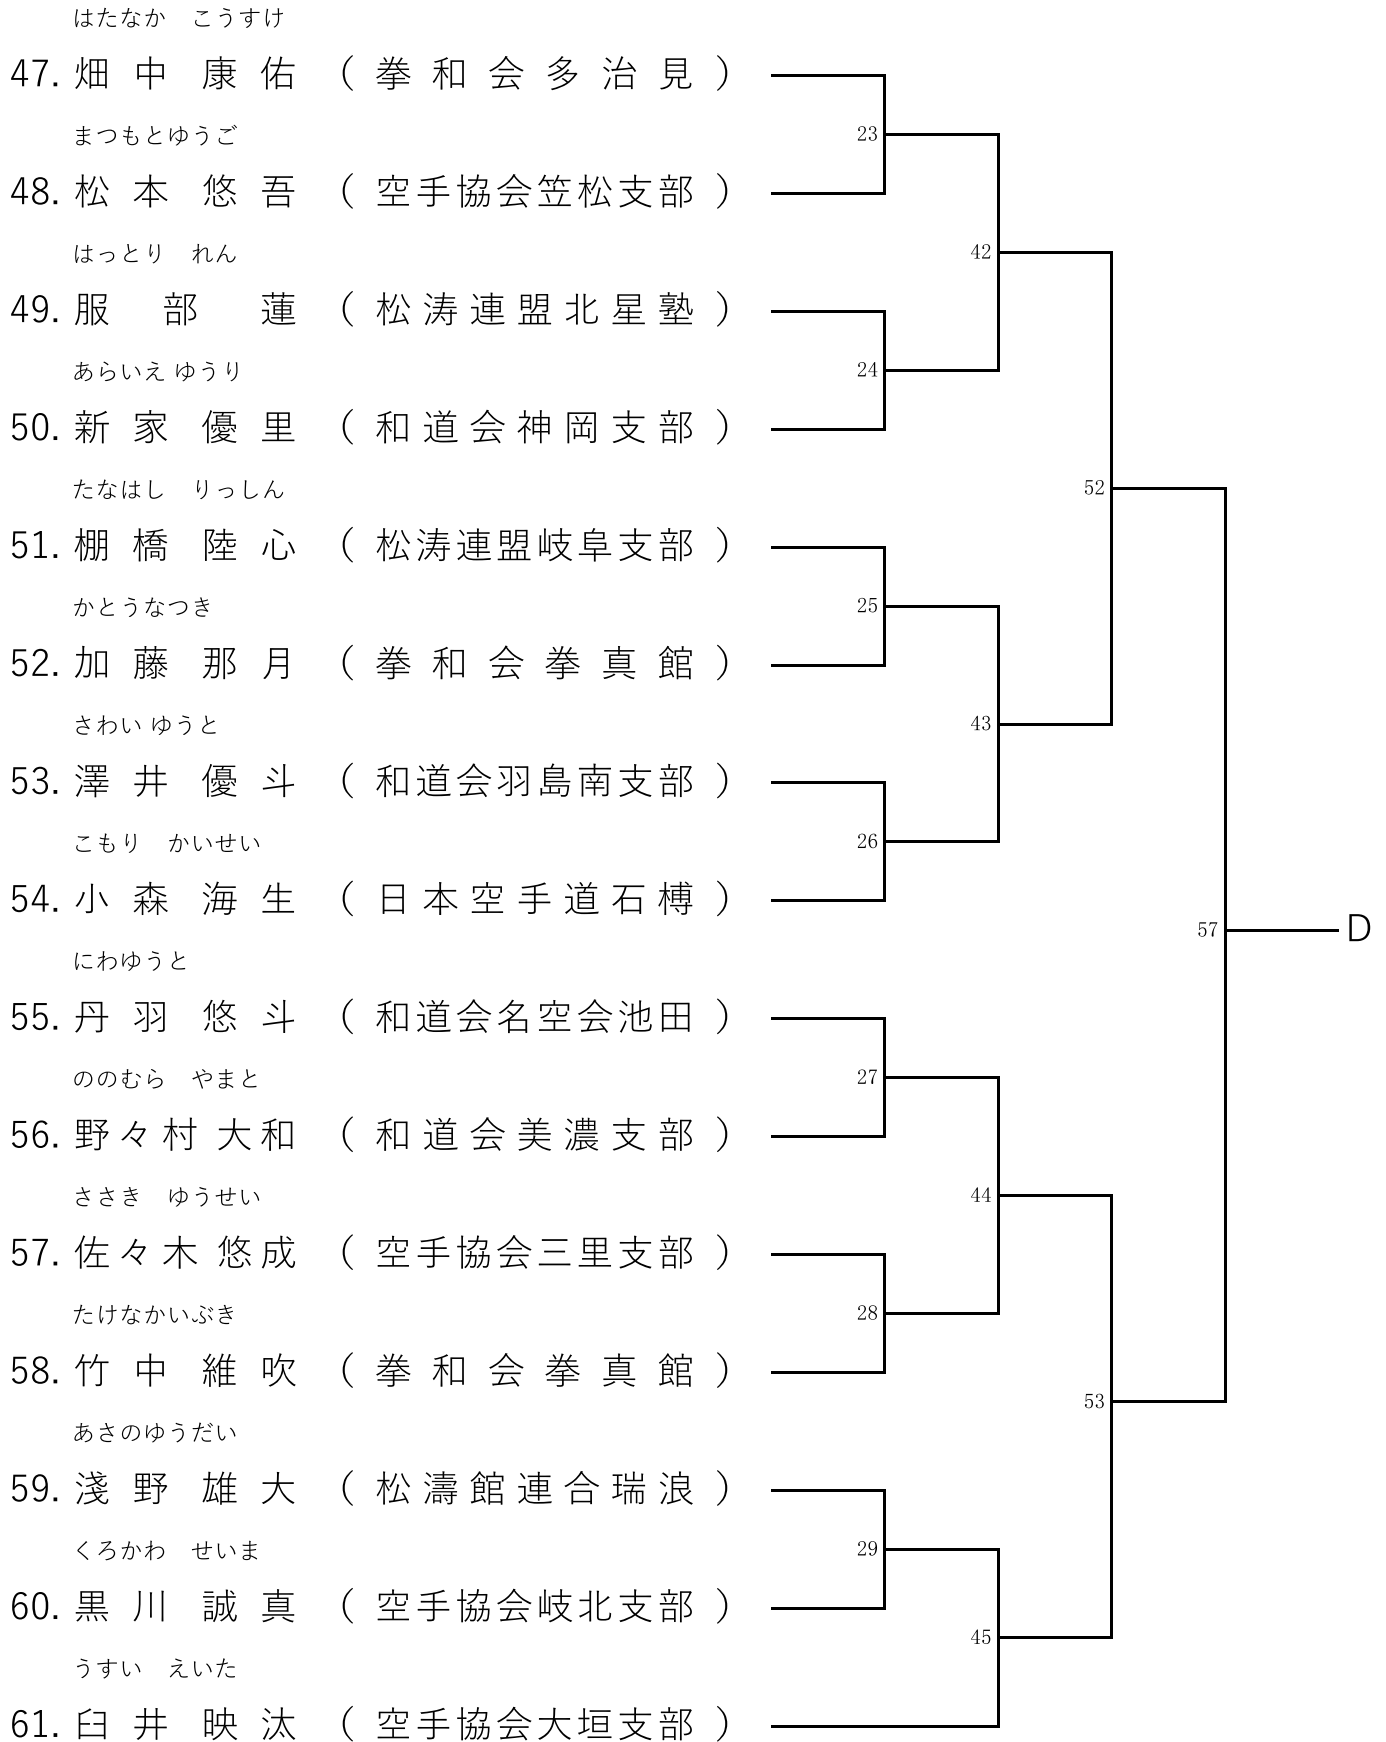 はたなか　こうすけ
47. 畑中 康佑 （ 拳和会多治見 ）
まつもとゆうご
23
48. 松本 悠吾 （ 空手協会笠松支部 ）
はっとり　れん
42
49. 服部 蓮 （ 松涛連盟北星塾 ）
あらいえ ゆうり
24
50. 新家 優里 （ 和道会神岡支部 ）
たなはし　りっしん
52
51. 棚橋 陸心 （ 松涛連盟岐阜支部 ）
かとうなつき
25
52. 加藤 那月 （ 拳和会拳真館 ）
さわい ゆうと
43
53. 澤井 優斗 （ 和道会羽島南支部 ）
こもり　かいせい
26
54. 小森 海生 （ 日本空手道石榑 ）
57
D
にわゆうと
55. 丹羽 悠斗 （ 和道会名空会池田 ）
ののむら　やまと
27
56. 野々村 大和 （ 和道会美濃支部 ）
ささき　ゆうせい
44
57. 佐々木 悠成 （ 空手協会三里支部 ）
たけなかいぶき
28
58. 竹中 維吹 （ 拳和会拳真館 ）
53
あさのゆうだい
59. 淺野 雄大 （ 松濤館連合瑞浪 ）
くろかわ　せいま
29
60. 黒川 誠真 （ 空手協会岐北支部 ）
45
うすい　えいた
61. 臼井 映汰 （ 空手協会大垣支部 ）